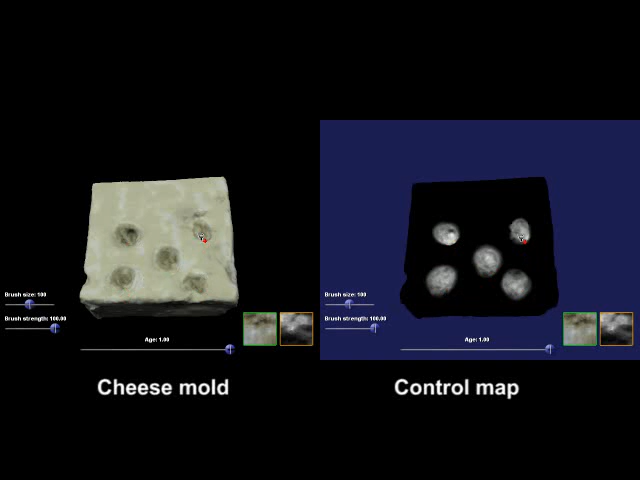 Brush size: 100
Brush strength: 100.00
Age: 1.00
Brush size: 100
Brush strength: 100.00
Age: 1.00
Cheese mold
Control map